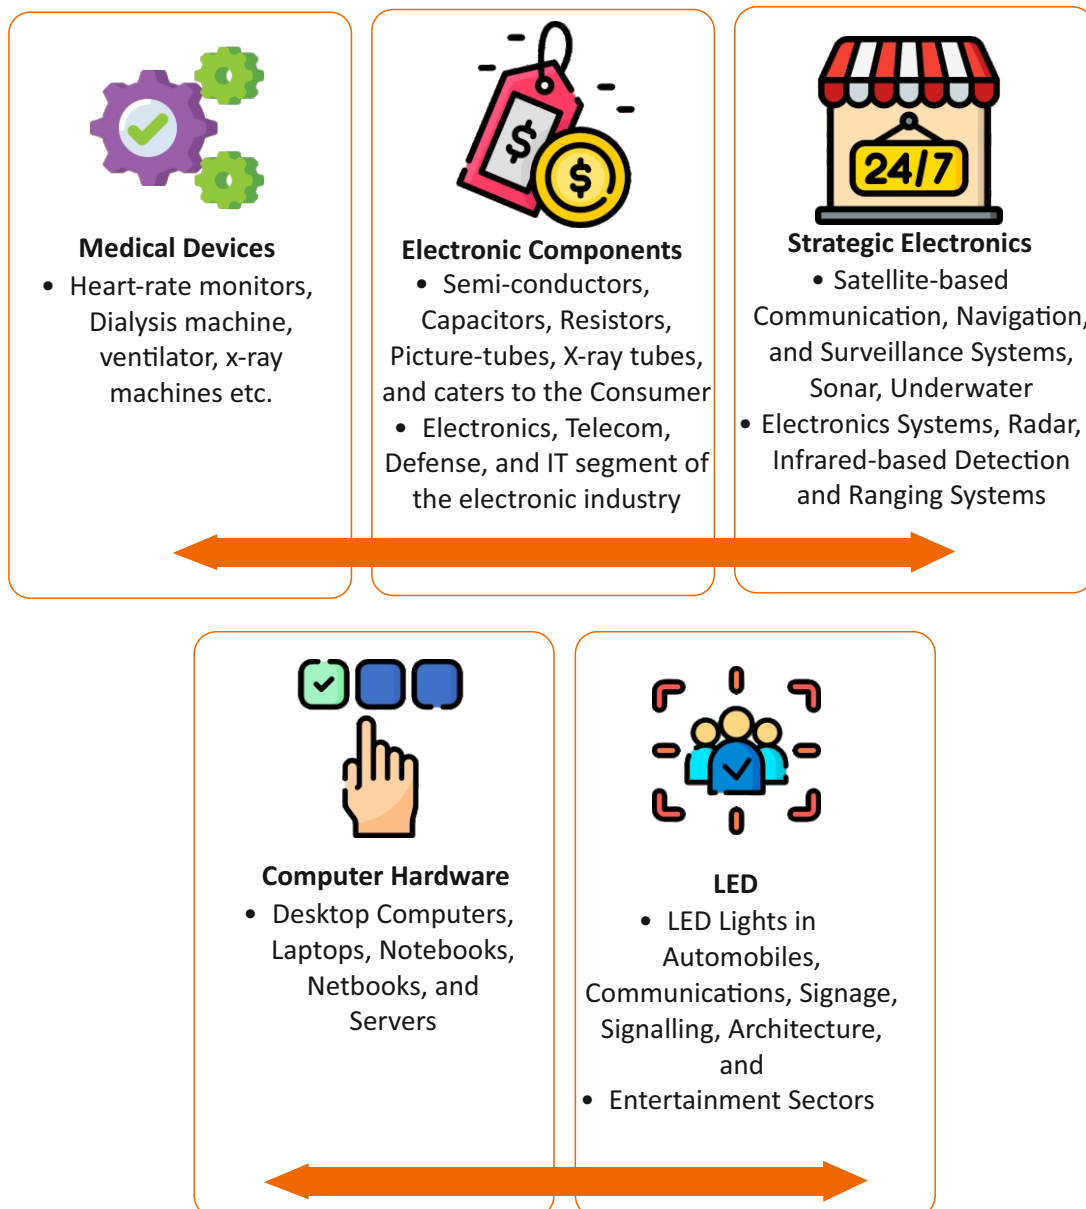 $
$
24/7
Medical Devices
• Heart-rate monitors,
Dialysis machine,
ventilator, x-ray
machines etc.
Electronic Components
• Semi-conductors,
Capacitors, Resistors,
Picture-tubes, X-ray tubes,
and caters to the Consumer
• Electronics, Telecom,
Defense, and IT segment of
the electronic industry
Strategic Electronics
• Satellite-based
Communication, Navigation,
and Surveillance Systems,
Sonar, Underwater
• Electronics Systems, Radar,
Infrared-based Detection
and Ranging Systems
Computer Hardware
• Desktop Computers,
Laptops, Notebooks,
Netbooks, and
Servers
LED
• LED Lights in
Automobiles,
Communications, Signage,
Signalling, Architecture,
and
• Entertainment Sectors